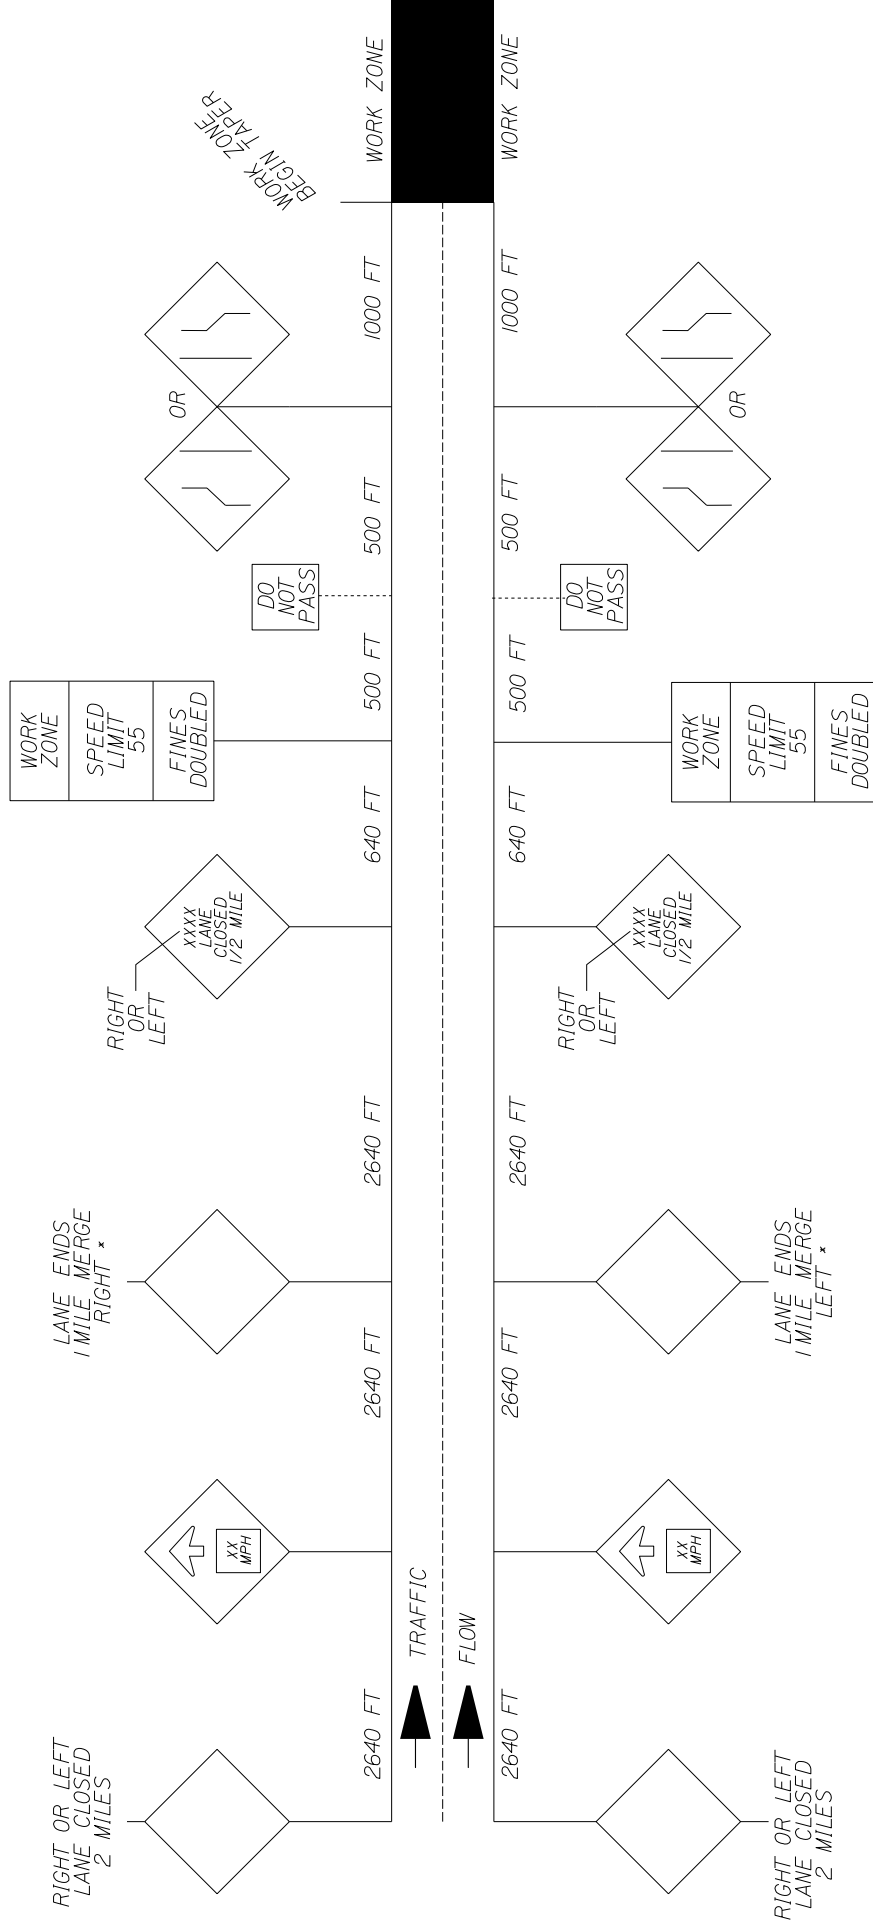 RIGHT OR LEFT
LANE CLOSED
2 MILES
2640 FT
XX
MPH
2640 FT
LANE ENDS
1 MILE MERGE
RIGHT *
2640 FT
RIGHT
OR
LEFT
XXXX
LANE
CLOSED
1/2 MILE
640 FT
WORK
ZONE
SPEED
LIMIT
55
FINES
DOUBLED
500 FT
DO
NOT
PASS
500 FT
OR
1000 FT
WORK ZONE
BEGIN TAPER
WORK ZONE
TRAFFIC
FLOW
RIGHT OR LEFT
LANE CLOSED
2 MILES
2640 FT
XX
MPH
2640 FT
LANE ENDS
1 MILE MERGE
LEFT *
2640 FT
RIGHT
OR
LEFT
XXXX
LANE
CLOSED
1/2 MILE
640 FT
WORK
ZONE
SPEED
LIMIT
55
FINES
DOUBLED
500 FT
DO
NOT
PASS
500 FT
OR
1000 FT
WORK ZONE